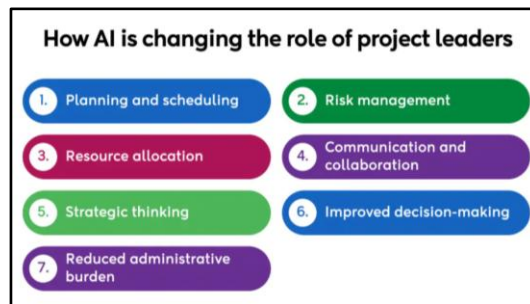 How AI is changing the role of project leaders
1. Planning and scheduling
2. Risk management
3. Resource allocation
4. Communication and
collaboration
5. Strategic thinking
6. Improved decision-making
7. Reduced administrative
burden